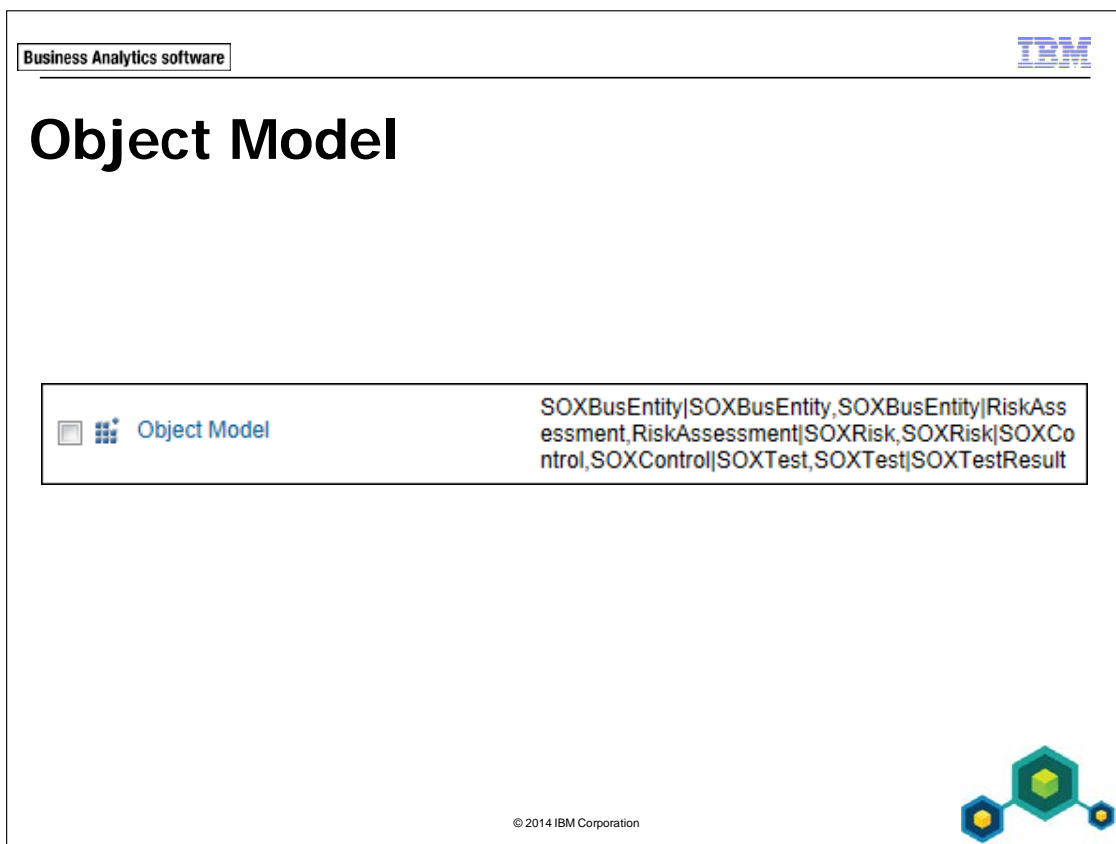 Business Analytics software
IBM
Object Model
Object Model
SOXBusEntity|SOXBusEntity,SOXBusEntity|RiskAss
essment,RiskAssessment|SOXRisk,SOXRisk|SOXCo
ntrol,SOXControl|SOXTest,SOXTest|SOXTestResult
© 2014 IBM Corporation